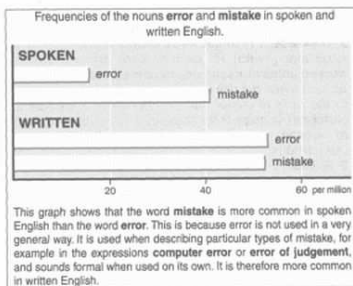 Frequencies of the nouns error and mistake in spoken and
written English.
SPOKEN
error
mistake
WRITTEN
error
mistake
20 40 60 per million
This graph shows that the word mistake is more common in spoken
English than the word error. This is because error is not used in a very
general way. It is used when describing particular types of mistake, for
example in the expressions computer error or error of judgement,
and sounds formal when used on its own. It is therefore more common
in written English.